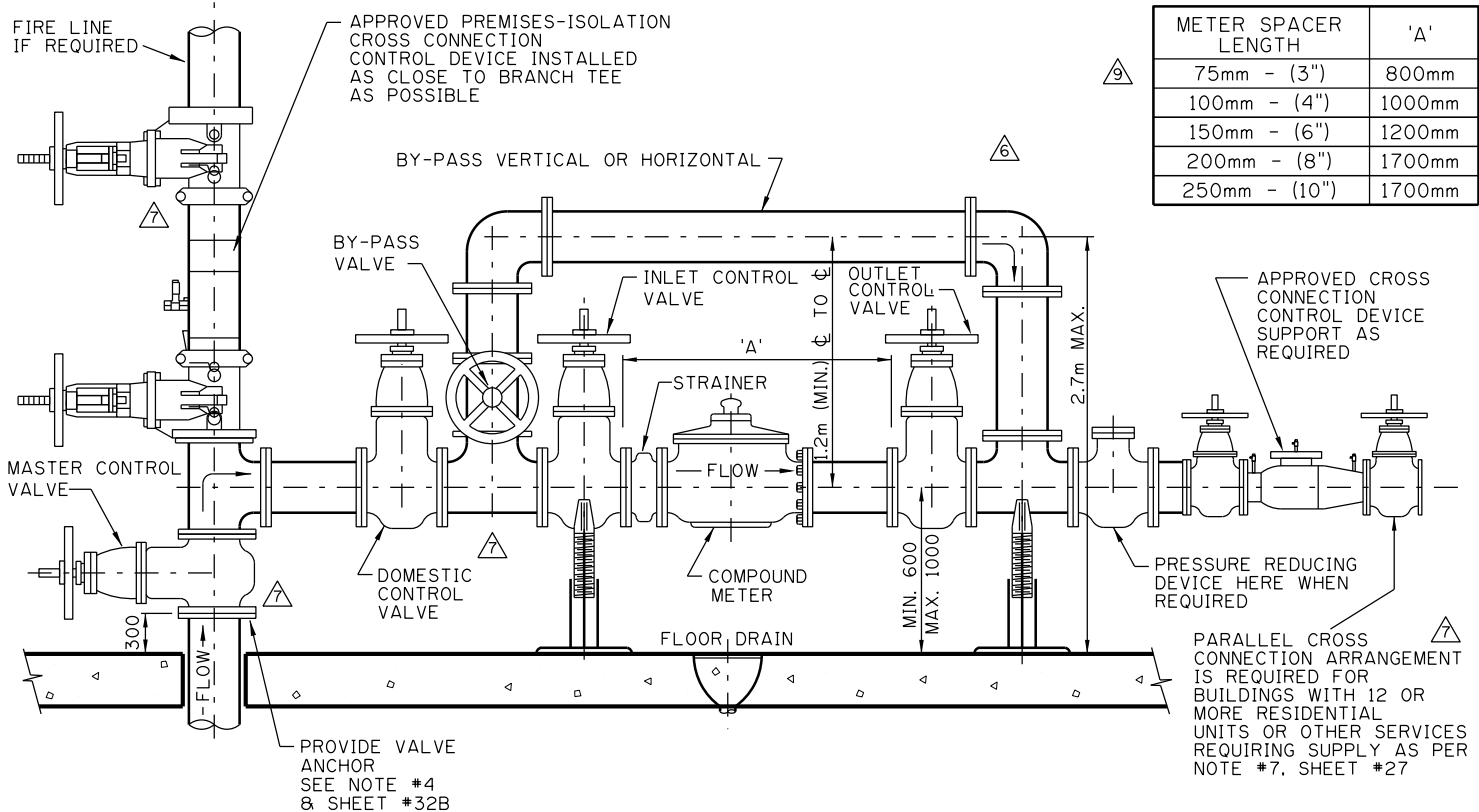 FIRE LINE
IF REQUIRED
APPROVED PREMISES-ISOLATION
CROSS CONNECTION
CONTROL DEVICE INSTALLED
AS CLOSE TO BRANCH TEE
AS POSSIBLE
9
METER SPACER LENGTH 'A'
75mm - (3") 800mm
100mm - (4") 1000mm
150mm - (6") 1200mm
200mm - (8") 1700mm
250mm - (10") 1700mm
6
BY-PASS VERTICAL OR HORIZONTAL
7
BY-PASS
VALVE
INLET CONTROL
VALVE
OUTLET
CONTROL
VALVE
APPROVED CROSS
CONNECTION
CONTROL DEVICE
SUPPORT AS
REQUIRED
'A'
1.2m (MIN.) ℄ TO ℄
2.7m MAX.
STRAINER
FLOW
MASTER CONTROL
VALVE
7
DOMESTIC
CONTROL
VALVE
COMPOUND
METER
MIN. 600
MAX. 1000
PRESSURE REDUCING
DEVICE HERE WHEN
REQUIRED
7
300
FLOOR DRAIN
FLOW
7
PARALLEL CROSS
CONNECTION ARRANGEMENT
IS REQUIRED FOR
BUILDINGS WITH 12 OR
MORE RESIDENTIAL
UNITS OR OTHER SERVICES
REQUIRING SUPPLY AS PER
NOTE #7, SHEET #27
PROVIDE VALVE
ANCHOR
SEE NOTE #4
& SHEET #32B